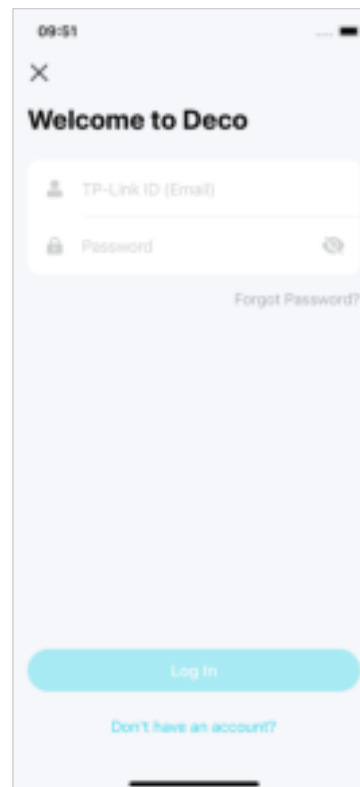 09:51
Welcome to Deco
TP-Link ID (Email)
Password
Forgot Password?
Log In
Don't have an account?